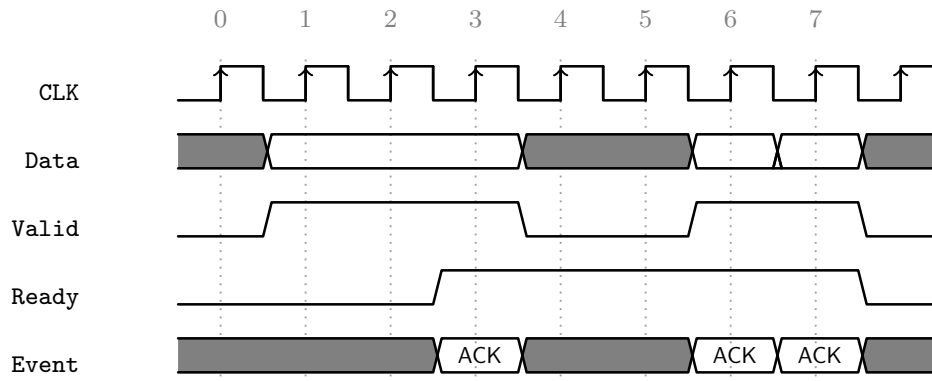 0 1 2 3 4 5 6 7
CLK
Data
Valid
Ready
Event ACK ACK ACK